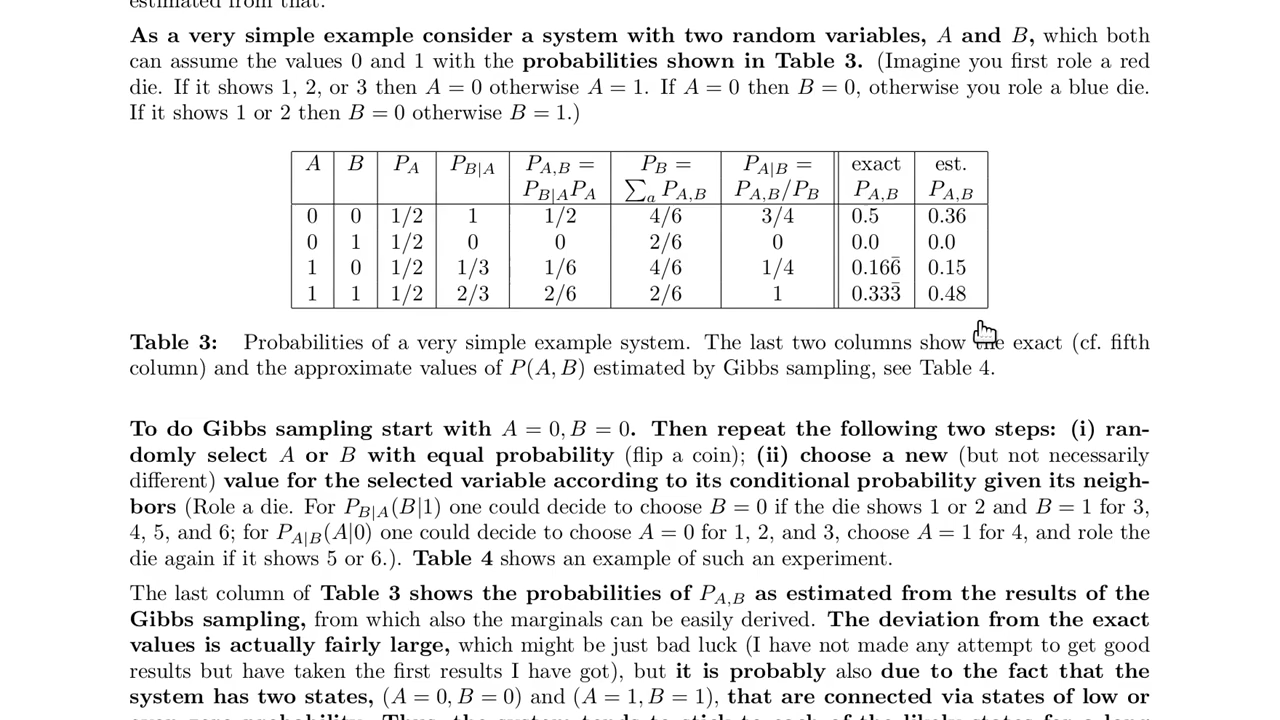 estimated from that.
As a very simple example consider a system with two random variables, A and B, which both
can assume the values 0 and 1 with the probabilities shown in Table 3. (Imagine you first role a red
die. If it shows 1, 2, or 3 then A = 0 otherwise A = 1. If A = 0 then B = 0, otherwise you role a blue die.
If it shows 1 or 2 then B = 0 otherwise B = 1.)
A B P_A P_{B|A} P_{A,B} = P_B = P_{A|B} = exact est.
P_{B|A}P_A ∑_a P_{A,B} P_{A,B}/P_B P_{A,B} P_{A,B}
0 0 1/2 1 1/2 4/6 3/4 0.5 0.36
0 1 1/2 0 0 2/6 0 0.0 0.0
1 0 1/2 1/3 1/6 4/6 1/4 0.166̄ 0.15
1 1 1/2 2/3 2/6 2/6 1 0.333̄ 0.48
Table 3: Probabilities of a very simple example system. The last two columns show the exact (cf. fifth
column) and the approximate values of P(A, B) estimated by Gibbs sampling, see Table 4.
To do Gibbs sampling start with A = 0, B = 0. Then repeat the following two steps: (i) ran-
domly select A or B with equal probability (flip a coin); (ii) choose a new (but not necessarily
different) value for the selected variable according to its conditional probability given its neigh-
bors (Role a die. For P_{B|A}(B|1) one could decide to choose B = 0 if the die shows 1 or 2 and B = 1 for 3,
4, 5, and 6; for P_{A|B}(A|0) one could decide to choose A = 0 for 1, 2, and 3, choose A = 1 for 4, and role the
die again if it shows 5 or 6.). Table 4 shows an example of such an experiment.
The last column of Table 3 shows the probabilities of P_{A,B} as estimated from the results of the
Gibbs sampling, from which also the marginals can be easily derived. The deviation from the exact
values is actually fairly large, which might be just bad luck (I have not made any attempt to get good
results but have taken the first results I have got), but it is probably also due to the fact that the
system has two states, (A = 0, B = 0) and (A = 1, B = 1), that are connected via states of low or
even zero probability. Thus, the system tends to stick to each of the likely states for a long